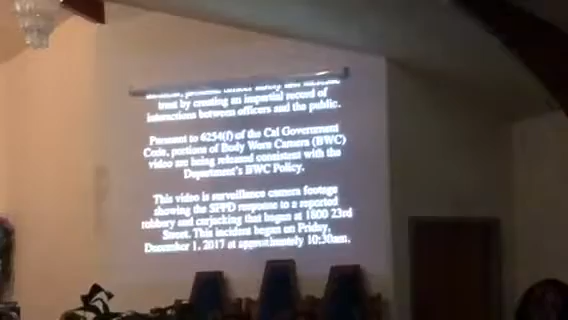 trust by creating an impartial record of
interactions between officers and the public.
Pursuant to 6254(f) of the Cal Government
Code, portions of Body Worn Camera (BWC)
video are being released consistent with the
Department's BWC Policy.
This video is surveillance camera footage
showing the SFPD response to a reported
robbery and carjacking that began at 1800 23rd
Street. This incident began on Friday,
December 1, 2017 at approximately 10:30am.